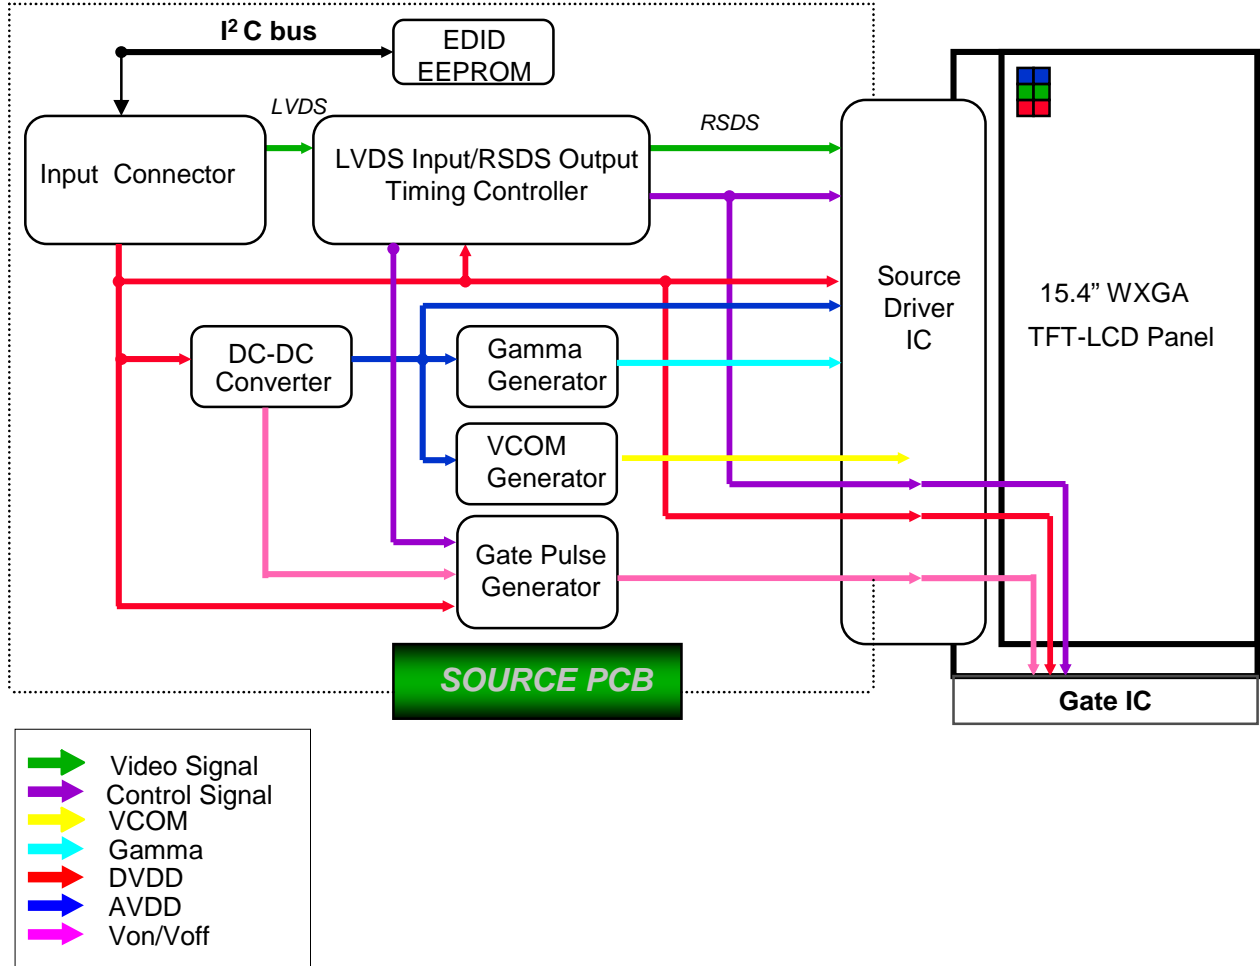 I² C bus
EDID
EEPROM
LVDS
RSDS
Input Connector
LVDS Input/RSDS Output
Timing Controller
Source
Driver
IC
15.4” WXGA
TFT-LCD Panel
DC-DC
Converter
Gamma
Generator
VCOM
Generator
Gate Pulse
Generator
SOURCE PCB
Gate IC
Video Signal
Control Signal
VCOM
Gamma
DVDD
AVDD
Von/Voff